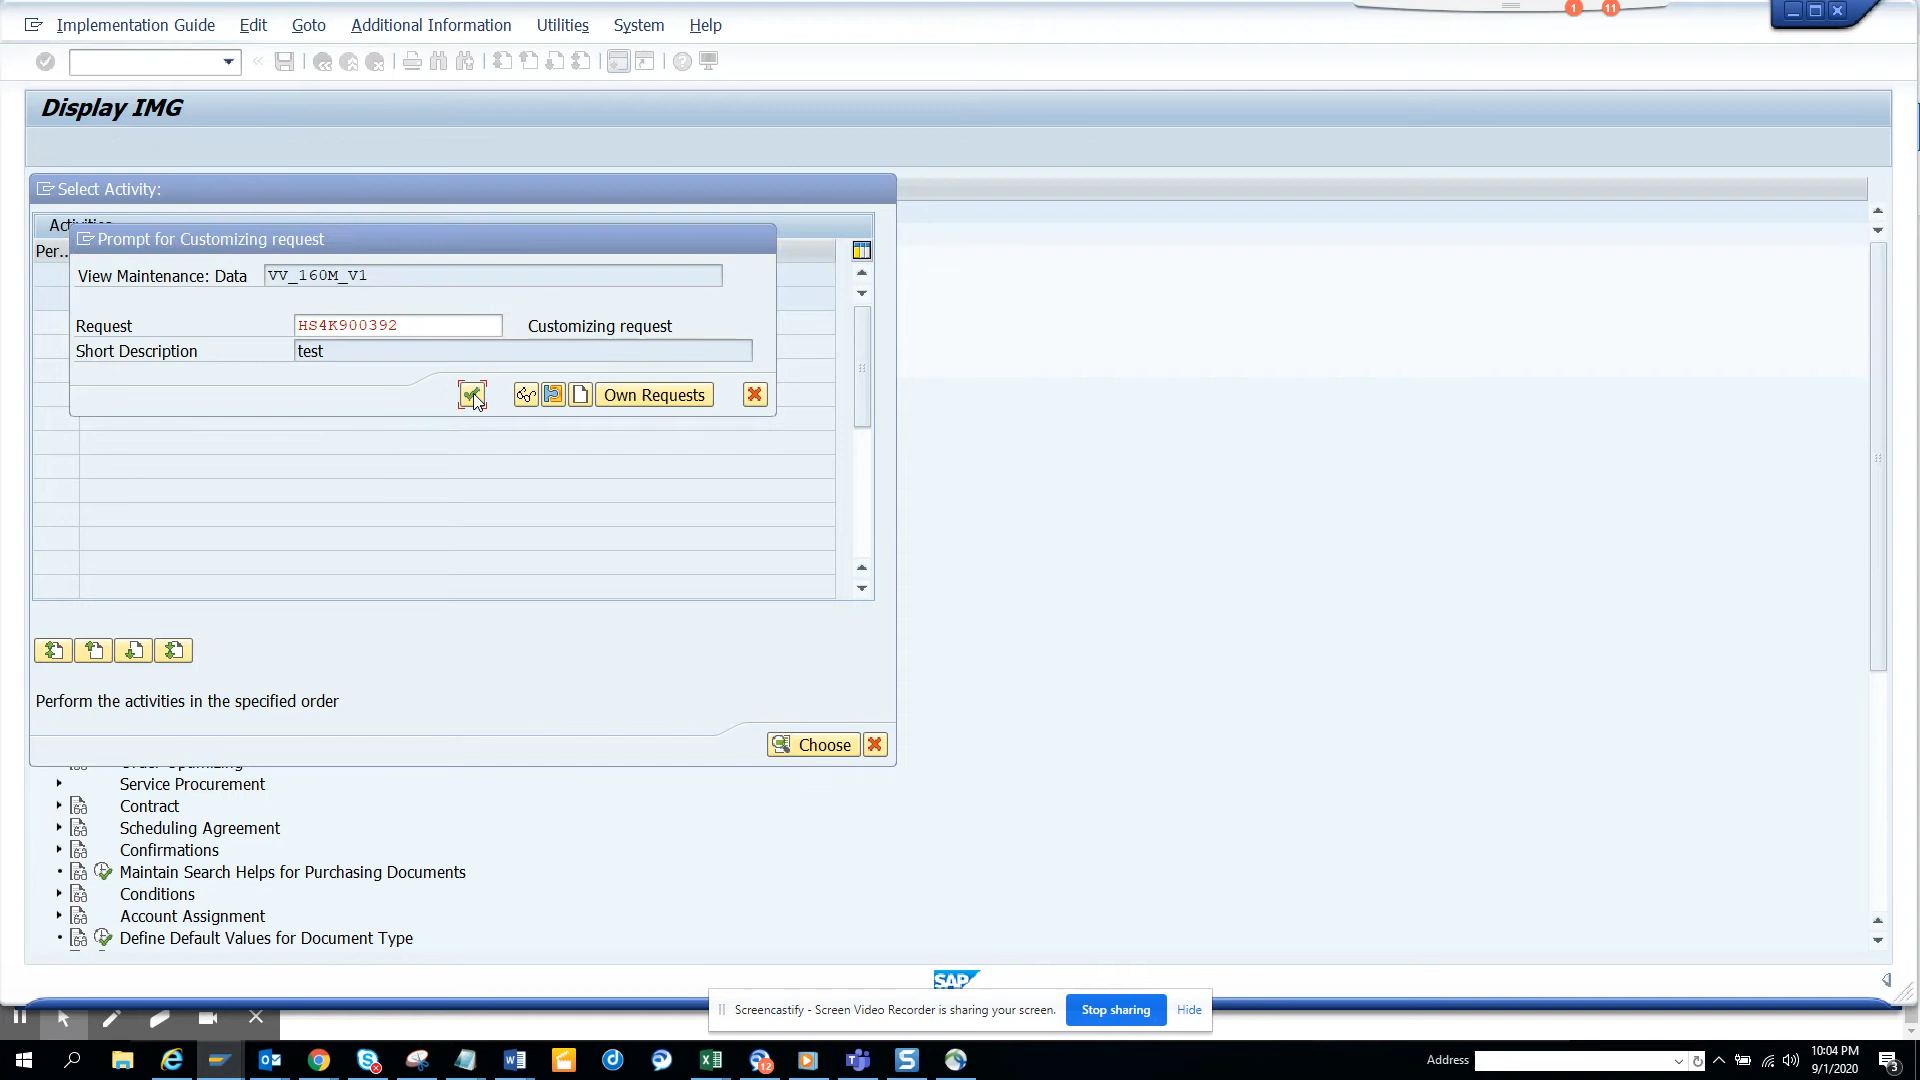 Implementation Guide Edit Goto Additional Information Utilities System Help
1 11
Display IMG
Select Activity:
Per...
Prompt for Customizing request
View Maintenance: Data VV_160M_V1
Request HS4K900392 Customizing request
Short Description test
Own Requests
Perform the activities in the specified order
Choose
Service Procurement
Contract
Scheduling Agreement
Confirmations
Maintain Search Helps for Purchasing Documents
Conditions
Account Assignment
Define Default Values for Document Type
SAP
Screencastify - Screen Video Recorder is sharing your screen. Stop sharing Hide
Address
12
10:04 PM
9/1/2020
3